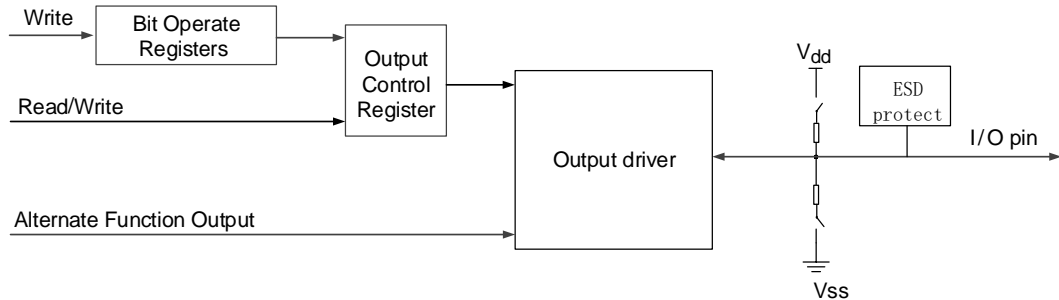 Write
Bit Operate
Registers
Output
Control
Register
Read/Write
Alternate Function Output
Output driver
Vdd
ESD
protect
I/O pin
Vss